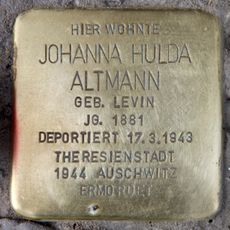 HIER WOHNTE
JOHANNA HULDA
ALTMANN
GEB. LEVIN
JG. 1881
DEPORTIERT 17.3.1943
THERESIENSTADT
1944 AUSCHWITZ
ERMORDET